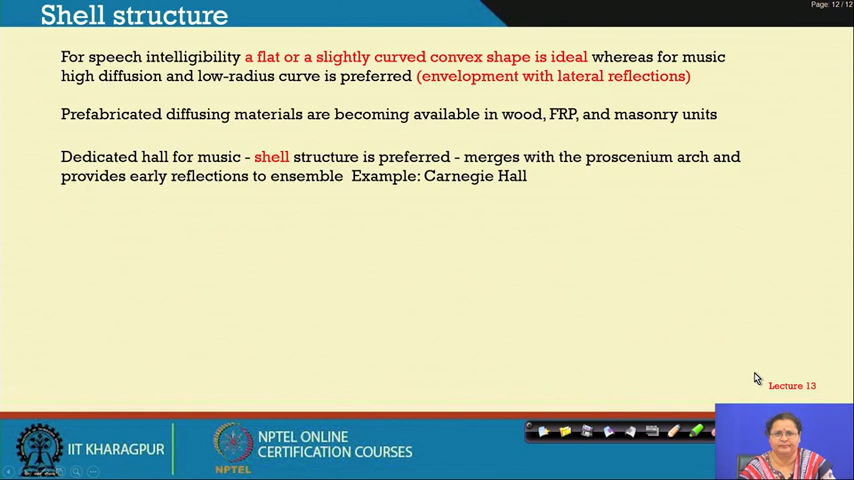 Page: 12 / 12
Shell structure
For speech intelligibility a flat or a slightly curved convex shape is ideal whereas for music
high diffusion and low-radius curve is preferred (envelopment with lateral reflections)
Prefabricated diffusing materials are becoming available in wood, FRP, and masonry units
Dedicated hall for music - shell structure is preferred - merges with the proscenium arch and
provides early reflections to ensemble Example: Carnegie Hall
Lecture 13
IIT KHARAGPUR
NPTEL
NPTEL ONLINE
CERTIFICATION COURSES